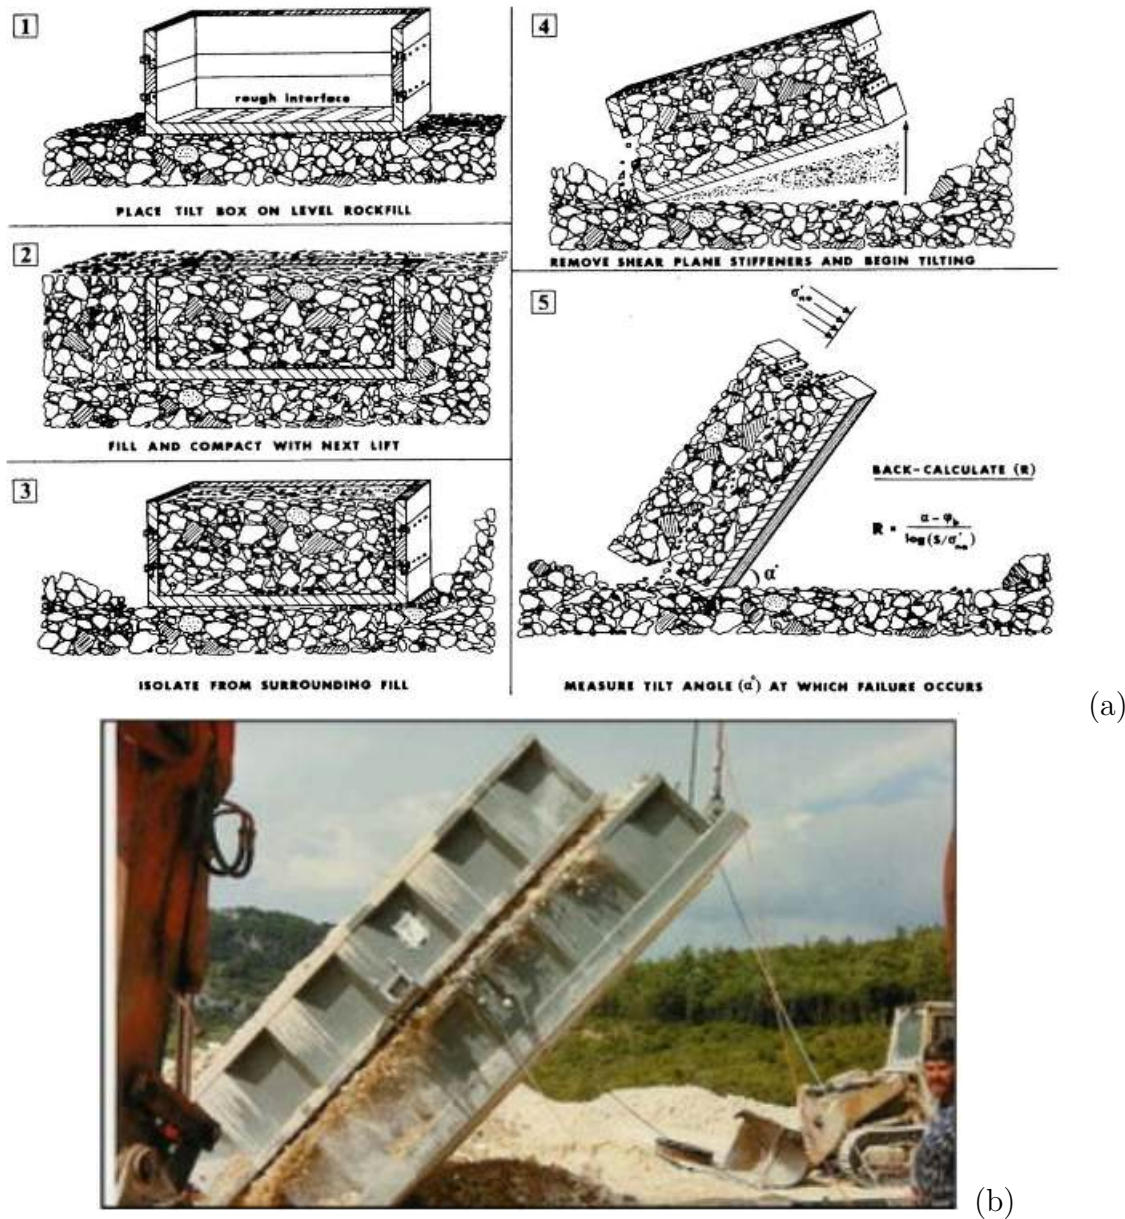 1
rough interface
PLACE TILT BOX ON LEVEL ROCKFILL
2
FILL AND COMPACT WITH NEXT LIFT
3
ISOLATE FROM SURROUNDING FILL
4
REMOVE SHEAR PLANE STIFFENERS AND BEGIN TILTING
5
σ'no
BACK-CALCULATE (R)
R = α - φb / log(S/σ'no)
α°
MEASURE TILT ANGLE (α°) AT WHICH FAILURE OCCURS
(a)
(b)